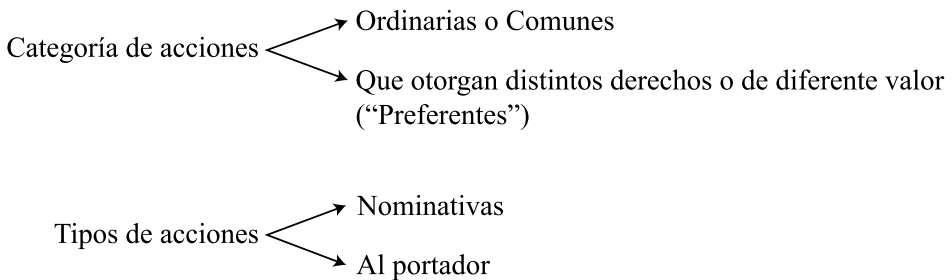 Categoría de acciones
Ordinarias o Comunes
Que otorgan distintos derechos o de diferente valor
(“Preferentes”)
Tipos de acciones
Nominativas
Al portador